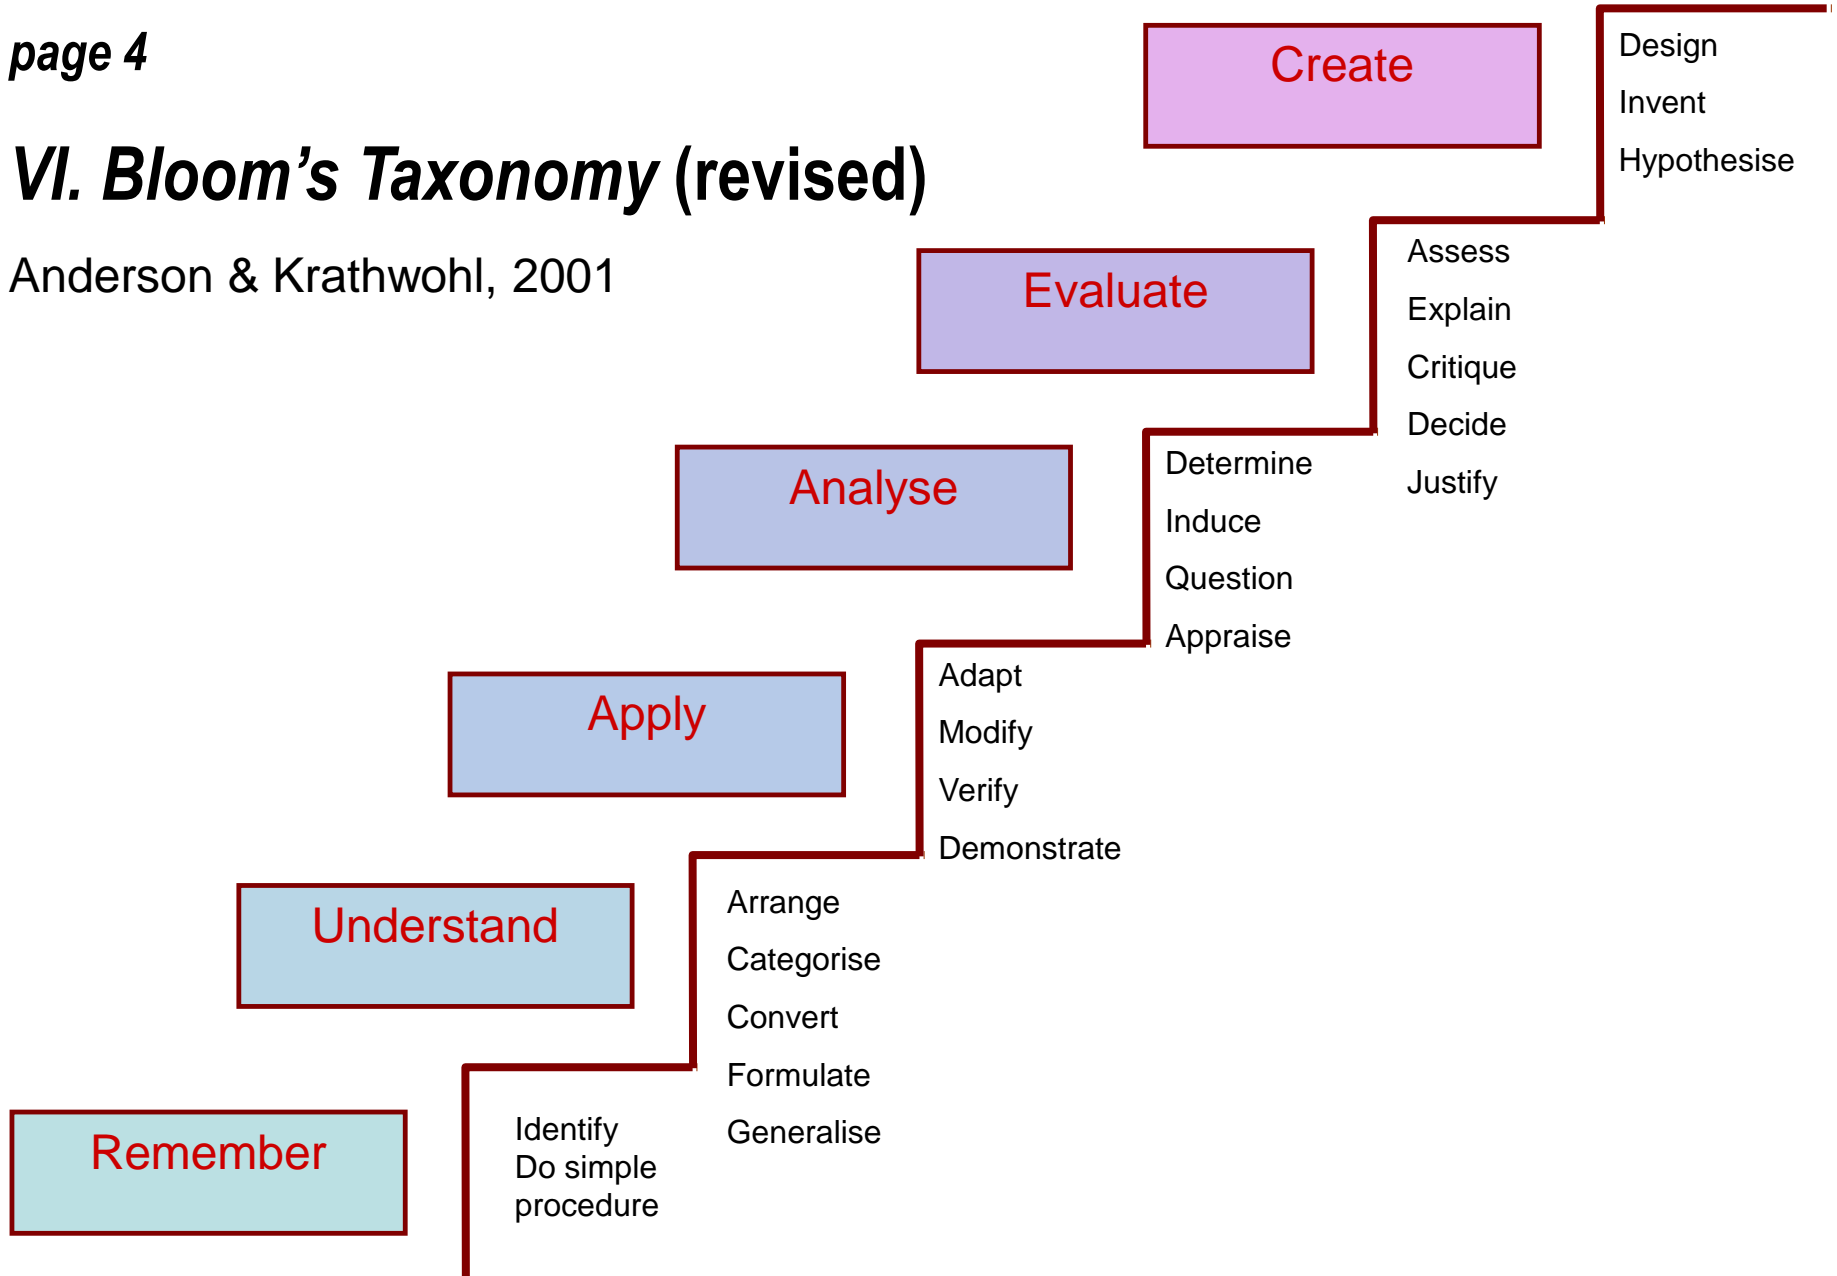 page 4
VI. Bloom’s Taxonomy (revised)
Anderson & Krathwohl, 2001
Create
Design
Invent
Hypothesise
Evaluate
Assess
Explain
Critique
Decide
Justify
Analyse
Determine
Induce
Question
Appraise
Apply
Adapt
Modify
Verify
Demonstrate
Understand
Arrange
Categorise
Convert
Formulate
Generalise
Remember
Identify
Do simple
procedure